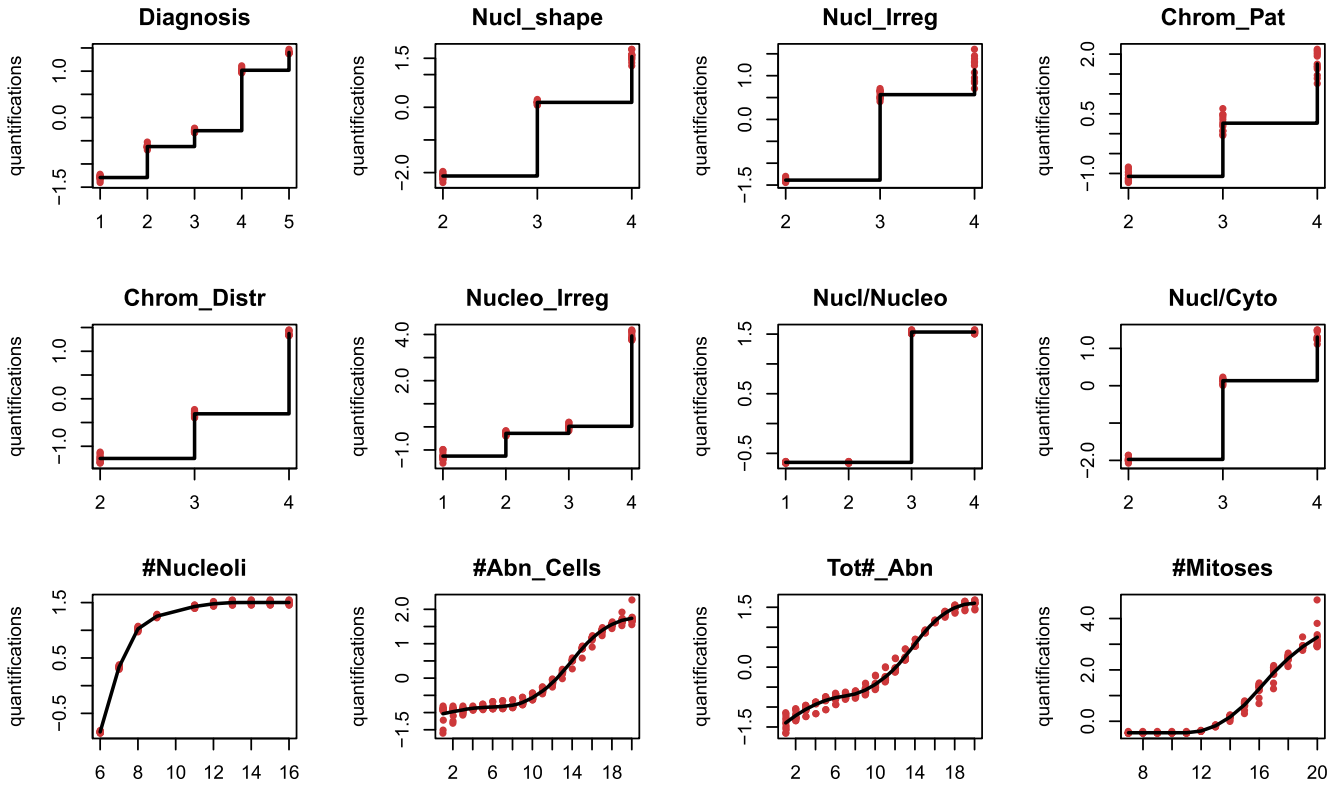 Diagnosis Nucl_shape Nucl_Irreg Chrom_Pat
quantifications quantifications quantifications quantifications
1.0 0.0 −1.5
1.5 0.0 −2.0
1.0 0.0 −1.5
2.0 0.5 −1.0
1 2 3 4 5 2 3 4 2 3 4 2 3 4
Chrom_Distr Nucleo_Irreg Nucl/Nucleo Nucl/Cyto
quantifications quantifications quantifications quantifications
1.0 0.0 −1.0
4.0 2.0 −1.0
1.5 0.5 −0.5
1.0 0 −2.0
2 3 4 1 2 3 4 1 2 3 4 2 3 4
#Nucleoli #Abn_Cells Tot#_Abn #Mitoses
quantifications quantifications quantifications quantifications
1.5 0.5 −0.5
2.0 1 0 −1.5
1.5 0.0 −1.5
4.0 2.0 0.0
6 8 10 12 14 16 2 6 10 14 18 2 6 10 14 18 8 12 16 20